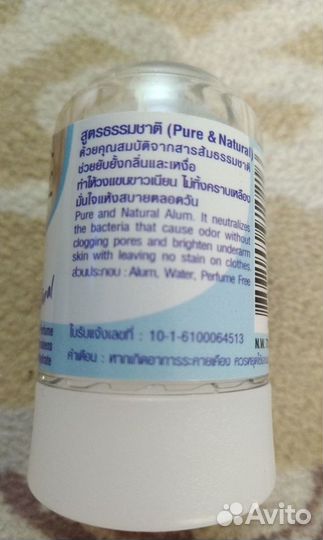 สูตรธรรมชาติ (Pure & Natural)
ด้วยคุณสมบัติจากสารส้มธรรมชาติ
ช่วยยับยั้งกลิ่นและเหงื่อ
ทำให้วงแขนขาวเนียน ไม่ทิ้งคราบเหลือง
มั่นใจแห้งสบายตลอดวัน
Pure and Natural Alum. It neutralizes
the bacteria that cause odor without
clogging pores and brighten underarm
skin with leaving no stain on clothes.
ส่วนประกอบ : Alum, Water, Perfume Free
ใบรับแจ้งเลขที่ : 10-1-6100064513
N.W. 7
คำเตือน : หากเกิดอาการระคายเคือง ควรหยุดใช้
Avito